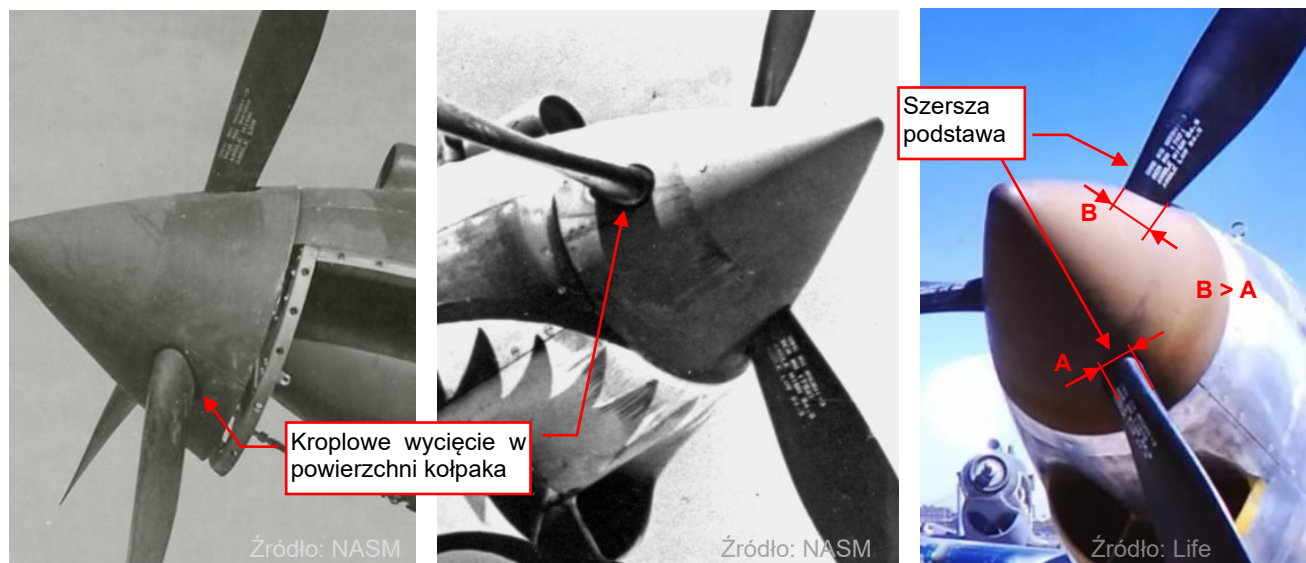 Szersza
podstawa
B
B > A
A
Kroplowe wycięcie w
powierzchni kołpaka
Źródło: NASM
Źródło: NASM
Źródło: Life